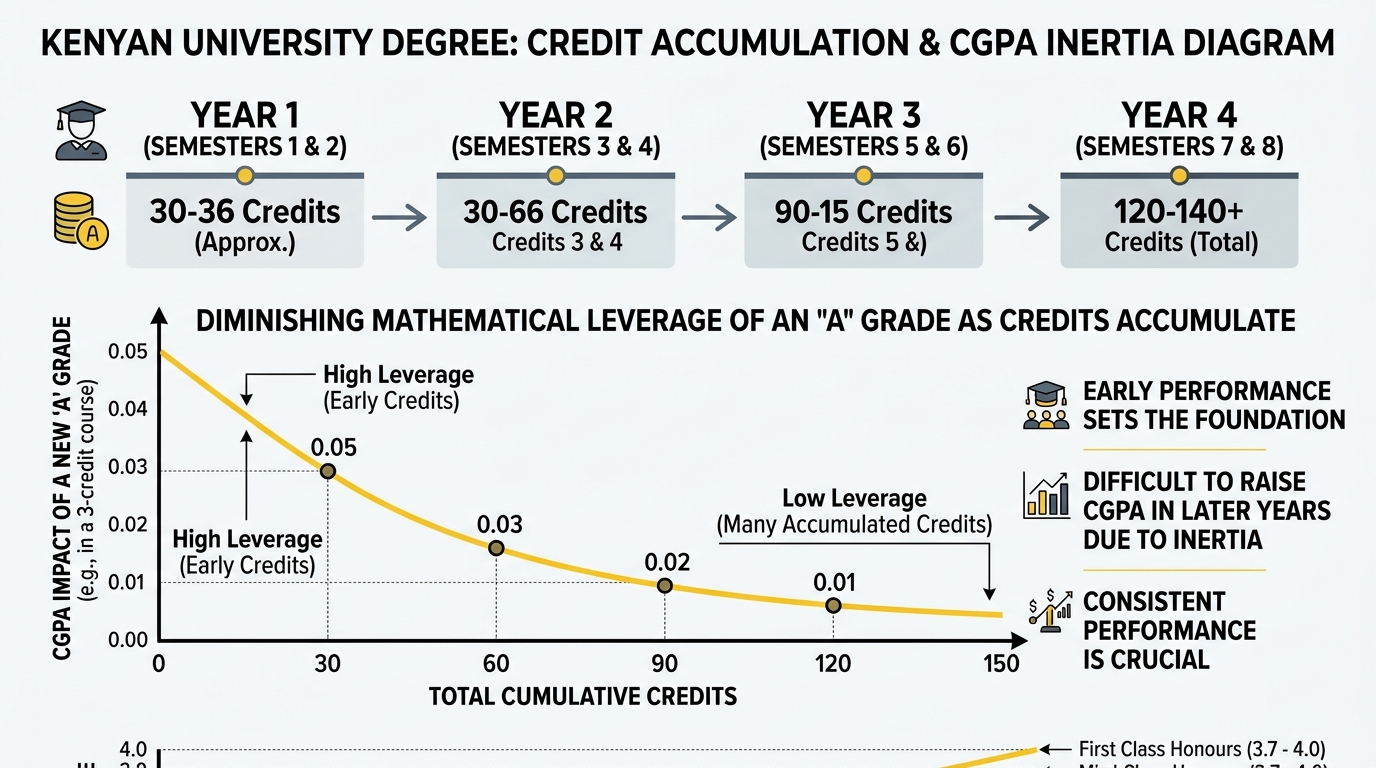 KENYAN UNIVERSITY DEGREE: CREDIT ACCUMULATION & CGPA INERTIA DIAGRAM
YEAR 1
(SEMESTERS 1 & 2)
30-36 Credits
(Approx.)
YEAR 2
(SEMESTERS 3 & 4)
30-66 Credits
Credits 3 & 4
YEAR 3
(SEMESTERS 5 & 6)
90-15 Credits
Credits 5 &)
YEAR 4
(SEMESTERS 7 & 8)
120-140+
Credits (Total)
A
DIMINISHING MATHEMATICAL LEVERAGE OF AN "A" GRADE AS CREDITS ACCUMULATE
CGPA IMPACT OF A NEW 'A' GRADE
(e.g., in a 3-credit course)
0.05
0.04
0.03
0.02
0.01
0.00
High Leverage
(Early Credits)
High Leverage
(Early Credits)
0.05
0.03
0.02
0.01
Low Leverage
(Many Accumulated Credits)
0
30
60
90
120
150
TOTAL CUMULATIVE CREDITS
EARLY PERFORMANCE
SETS THE FOUNDATION
DIFFICULT TO RAISE
CGPA IN LATER YEARS
DUE TO INERTIA
$ $
CONSISTENT
PERFORMANCE
IS CRUCIAL
4.0
First Class Honours (3.7 - 4.0)